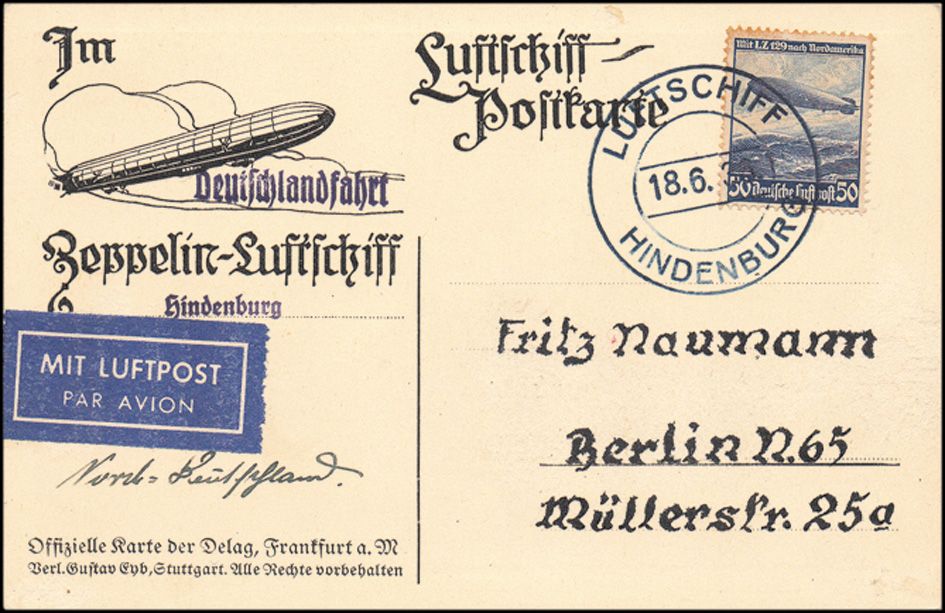 Im
Deutschlandfahrt
Zeppelin-Luftschiff
Hindenburg
MIT LUFTPOST
PAR AVION
Nord-Deutschland.
Offizielle Karte der Delag, Frankfurt a. M
Verl. Gustav Eyb, Stuttgart. Alle Rechte vorbehalten
Luftschiff-
Postkarte
Mit LZ 129 nach Nordamerika
50 Deutsche Luftpost 50
LUFTSCHIFF
18.6.
HINDENBURG
Fritz Naumann
Berlin N.65
Müllerstr. 25a